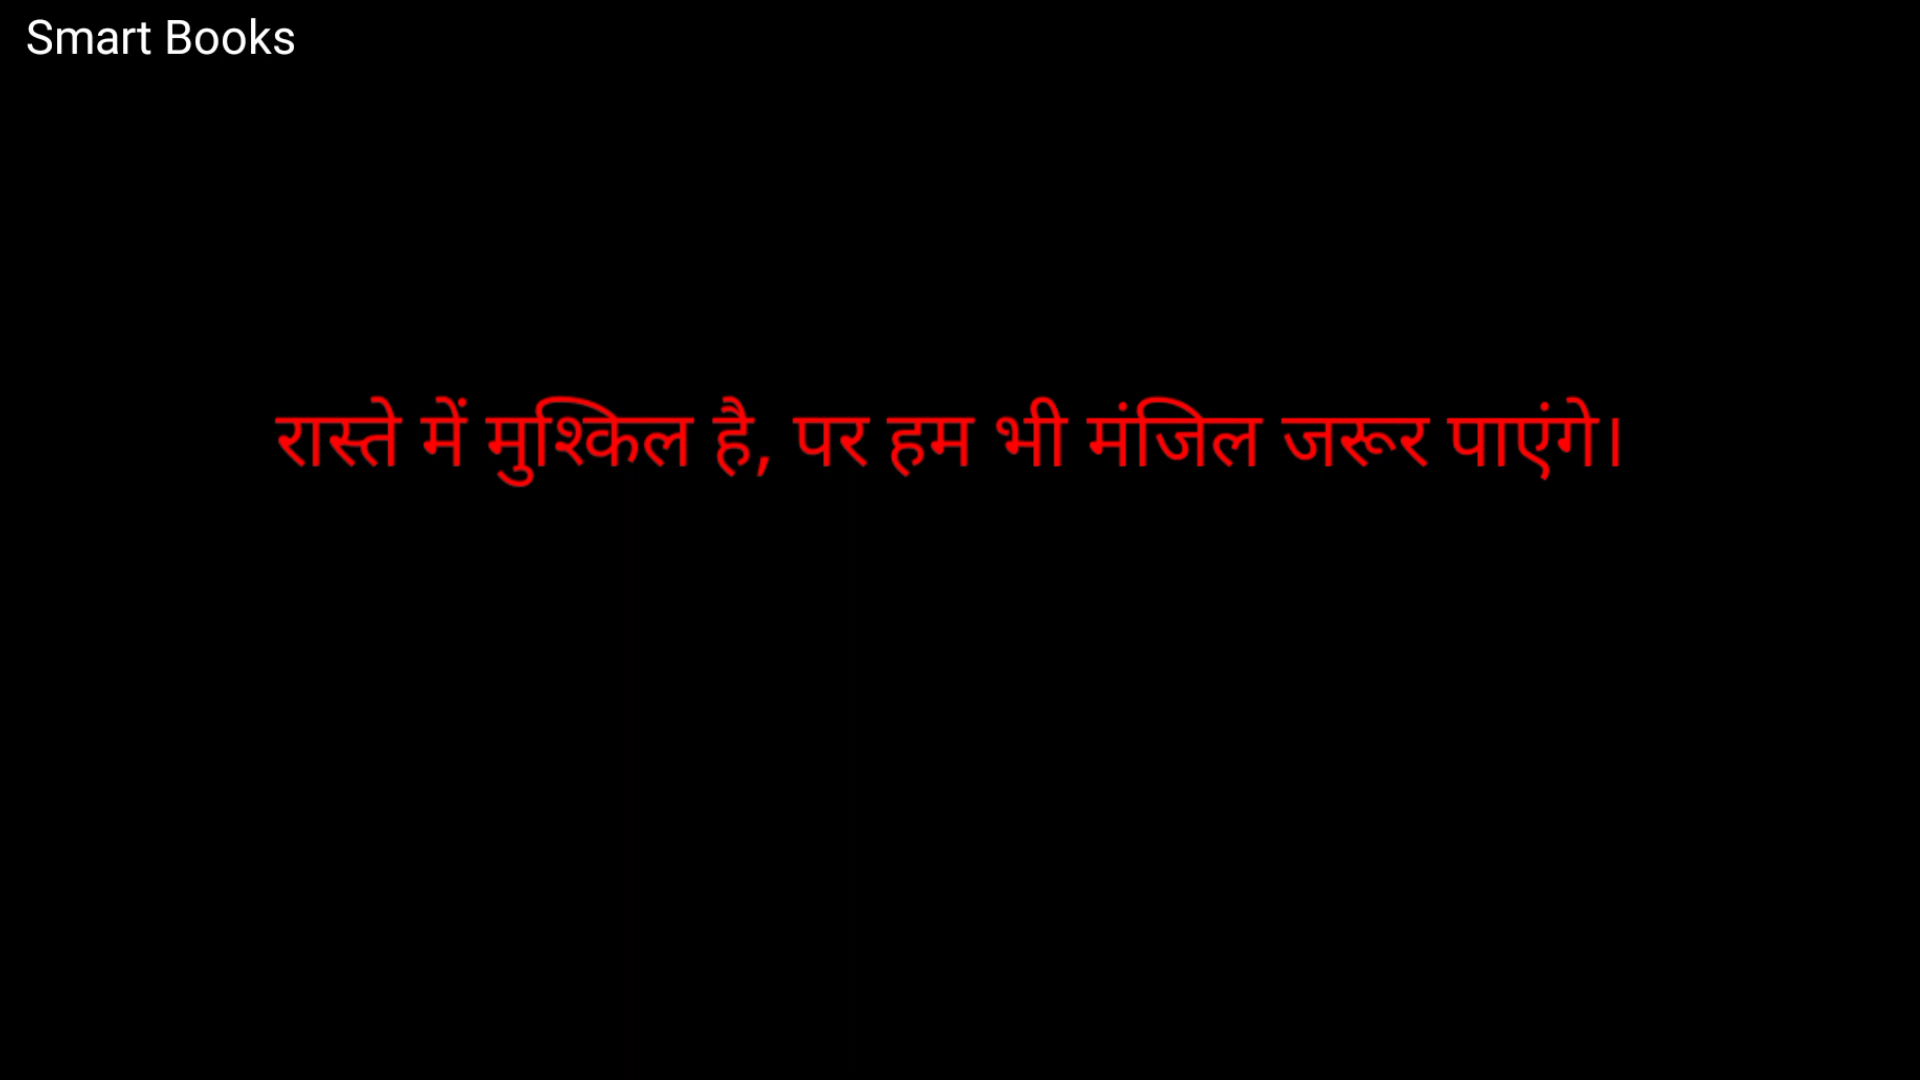 Smart Books
रास्ते में मुश्किल है, पर हम भी मंजिल जरूर पाएंगे।